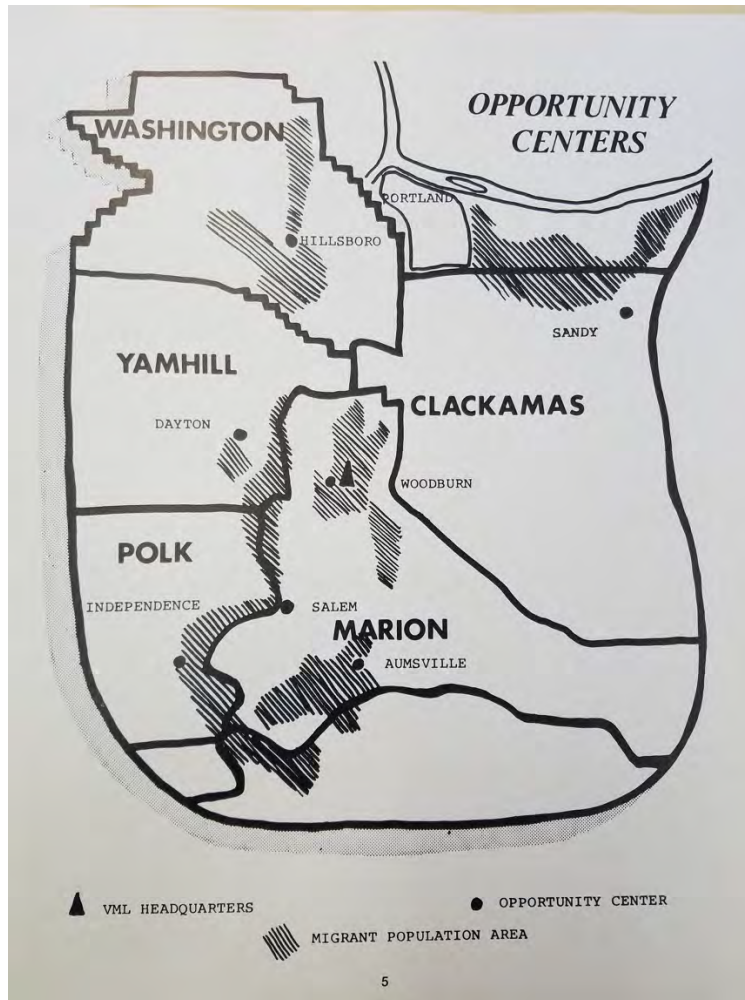 OPPORTUNITY
CENTERS
WASHINGTON
PORTLAND
HILLSBORO
SANDY
YAMHILL
CLACKAMAS
DAYTON
WOODBURN
POLK
INDEPENDENCE
SALEM
MARION
AUMSVILLE
VML HEADQUARTERS
OPPORTUNITY CENTER
MIGRANT POPULATION AREA
5